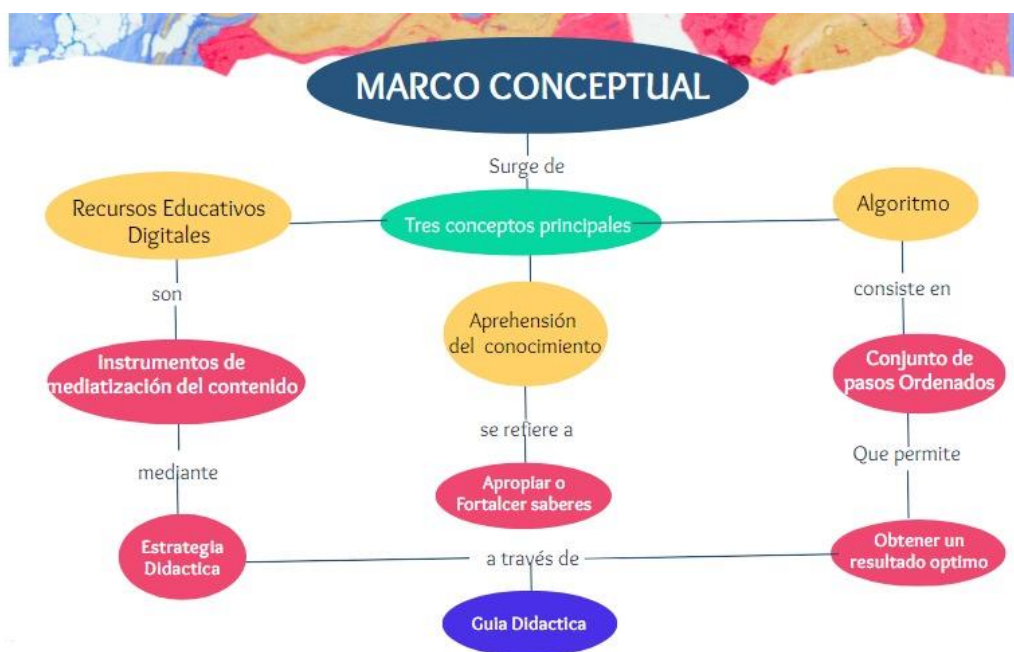 MARCO CONCEPTUAL
Surge de
Recursos Educativos
Digitales
Tres conceptos principales
Algoritmo
son
Aprehensión
del conocimiento
consiste en
Instrumentos de
mediatización del contenido
Conjunto de
pasos Ordenados
se refiere a
mediante
Que permite
Apropiar o
Fortalcer saberes
Estrategia
Didactica
a través de
Obtener un
resultado optimo
Guia Didactica